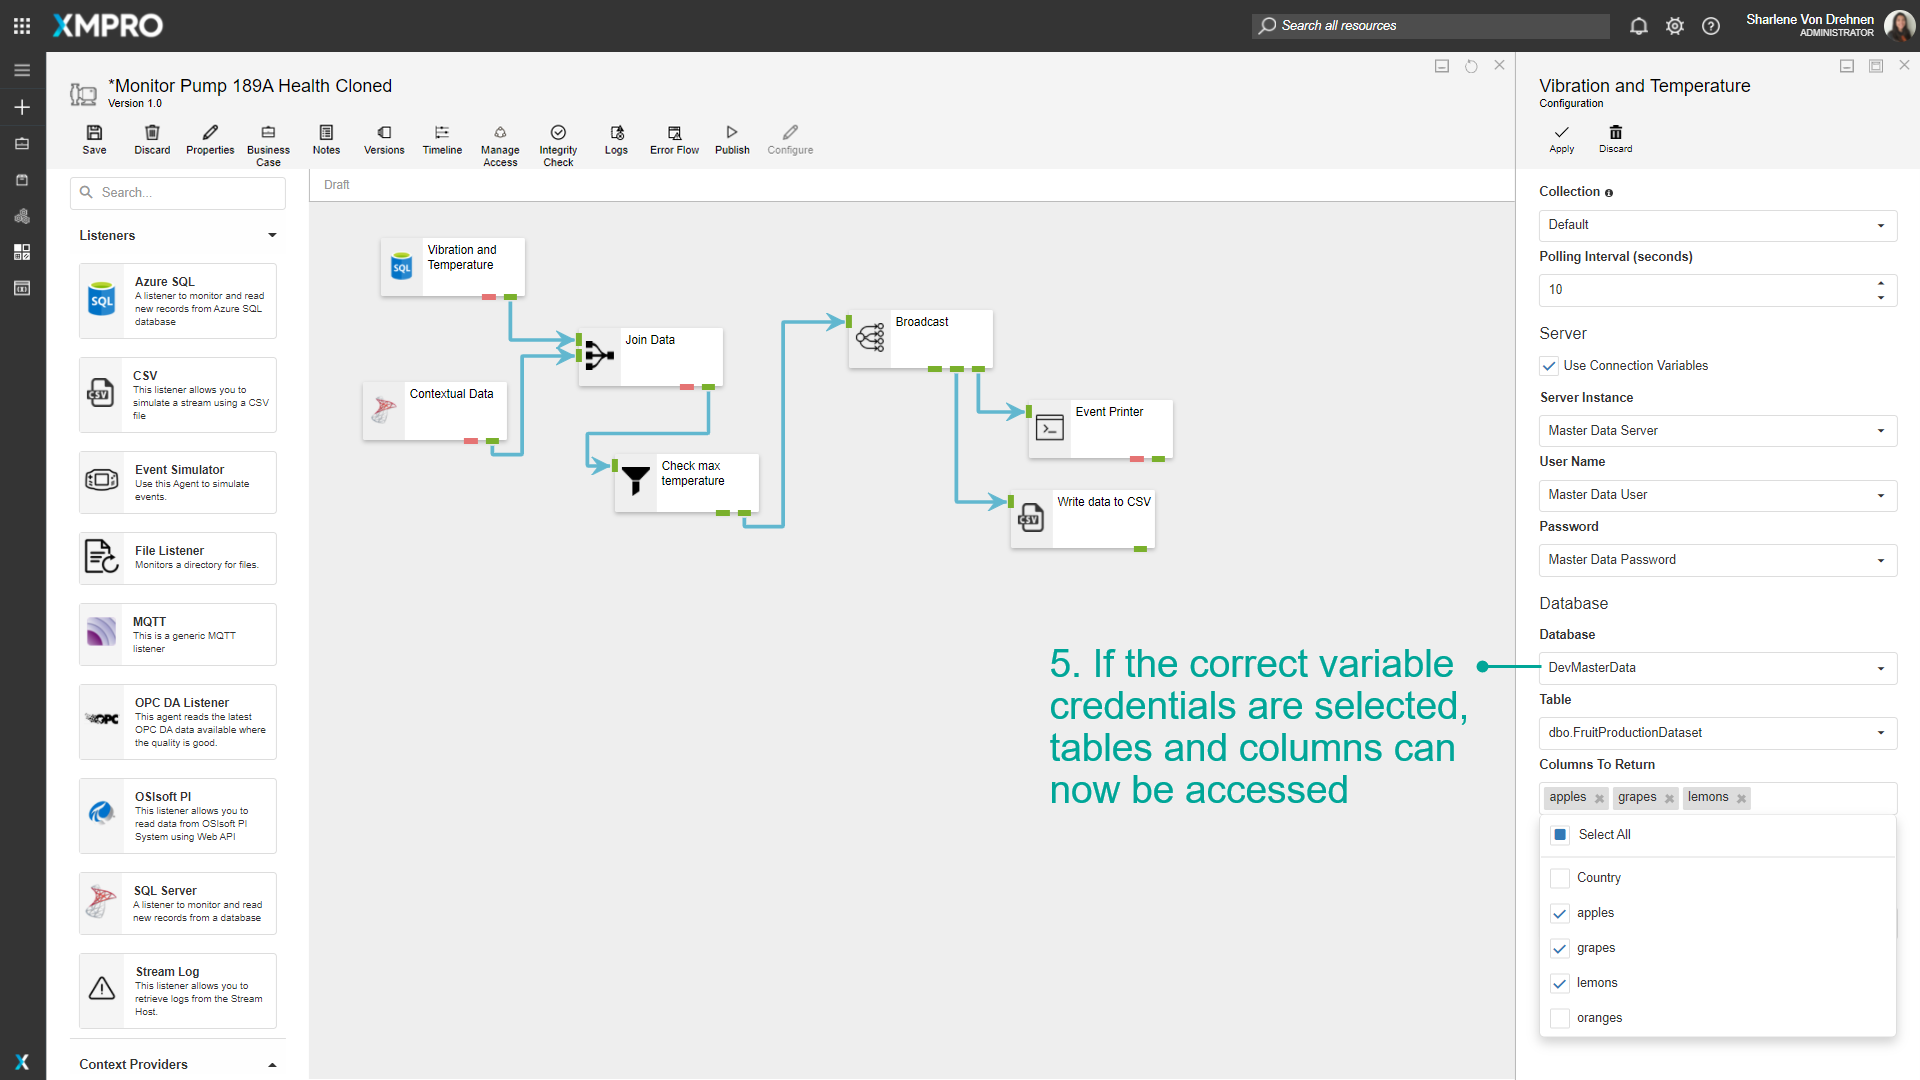 XMPRO
Search all resources
Sharlene Von Drehnen
ADMINISTRATOR
*Monitor Pump 189A Health Cloned
Version 1.0
Save
Discard
Properties
Business
Case
Notes
Versions
Timeline
Manage
Access
Integrity
Check
Logs
Error Flow
Publish
Configure
Search...
Draft
Listeners
Azure SQL
A listener to monitor and read
new records from Azure SQL
database
SQL
CSV
This listener allows you to
simulate a stream using a CSV
file
CSV
Event Simulator
Use this Agent to simulate
events.
File Listener
Monitors a directory for files.
MQTT
This is a generic MQTT
listener
OPC DA Listener
This agent reads the latest
OPC DA data available where
the quality is good.
OPC
OSIsoft PI
This listener allows you to
read data from OSIsoft PI
System using Web API
SQL Server
A listener to monitor and read
new records from a database
Stream Log
This listener allows you to
retrieve logs from the Stream
Host.
Context Providers
SQL
Vibration and
Temperature
Contextual Data
Join Data
Check max
temperature
Broadcast
Event Printer
CSV
Write data to CSV
5. If the correct variable
credentials are selected,
tables and columns can
now be accessed
Vibration and Temperature
Configuration
Apply
Discard
Collection
Default
Polling Interval (seconds)
10
Server
Use Connection Variables
Server Instance
Master Data Server
User Name
Master Data User
Password
Master Data Password
Database
Database
DevMasterData
Table
dbo.FruitProductionDataset
Columns To Return
apples
grapes
lemons
Select All
Country
apples
grapes
lemons
oranges